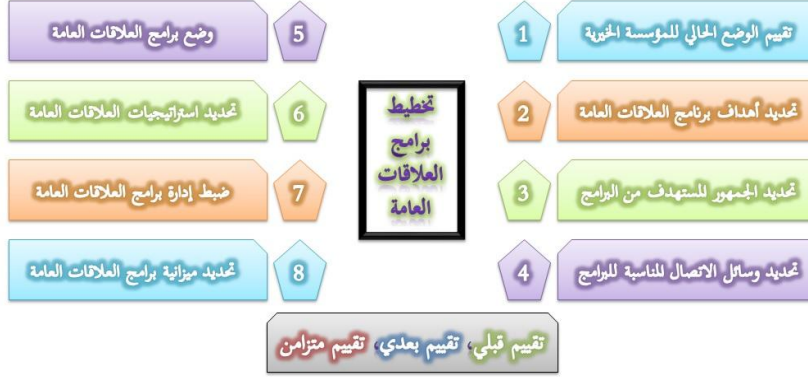 1 تقييم الوضع الحالي للمؤسسة الخيرية
2 تحديد أهداف برنامج العلاقات العامة
3 تحديد الجمهور المستهدف من البرامج
4 تحديد وسائل الاتصال المناسبة للبرامج
تخطيط
برامج
العلاقات
العامة
5 وضع برامج العلاقات العامة
6 تحديد استراتيجيات العلاقات العامة
7 ضبط إدارة برامج العلاقات العامة
8 تحديد ميزانية برامج العلاقات العامة
تقييم قبلي، تقييم بعدي، تقييم متزامن